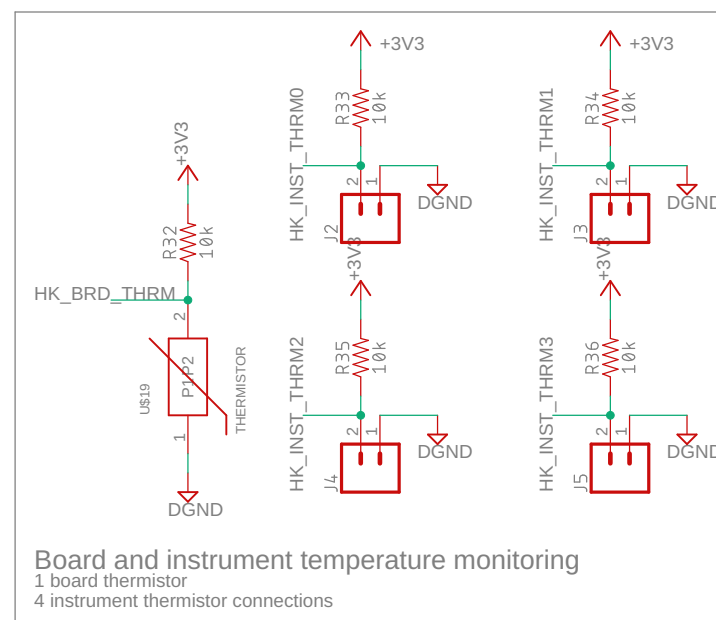 +3V3
R32
10k
HK_BRD_THRM
2
P1P2
U$19
THERMISTOR
1
DGND
+3V3
R33
10k
HK_INST_THRM0
2
1
DGND
J2
+3V3
R34
10k
HK_INST_THRM1
2
1
DGND
J3
+3V3
R35
10k
HK_INST_THRM2
2
1
DGND
J4
+3V3
R36
10k
HK_INST_THRM3
2
1
DGND
J5
Board and instrument temperature monitoring
1 board thermistor
4 instrument thermistor connections